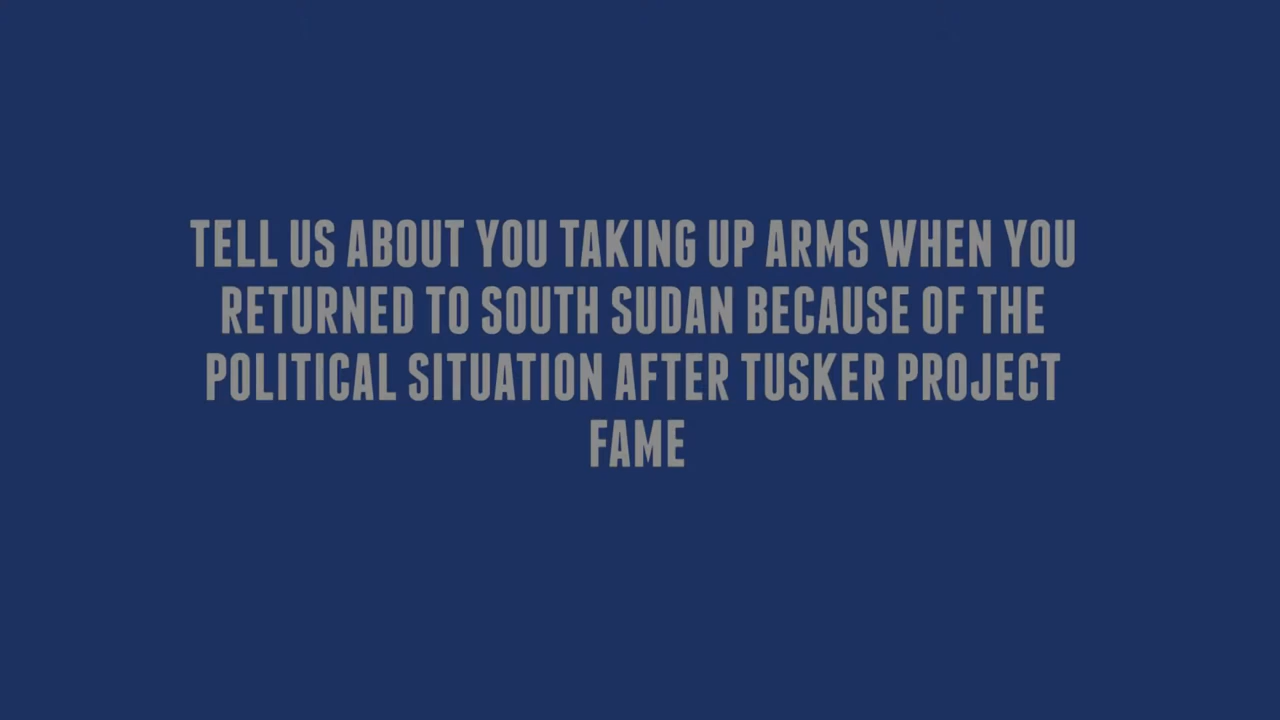 TELL US ABOUT YOU TAKING UP ARMS WHEN YOU
RETURNED TO SOUTH SUDAN BECAUSE OF THE
POLITICAL SITUATION AFTER TUSKER PROJECT
FAME